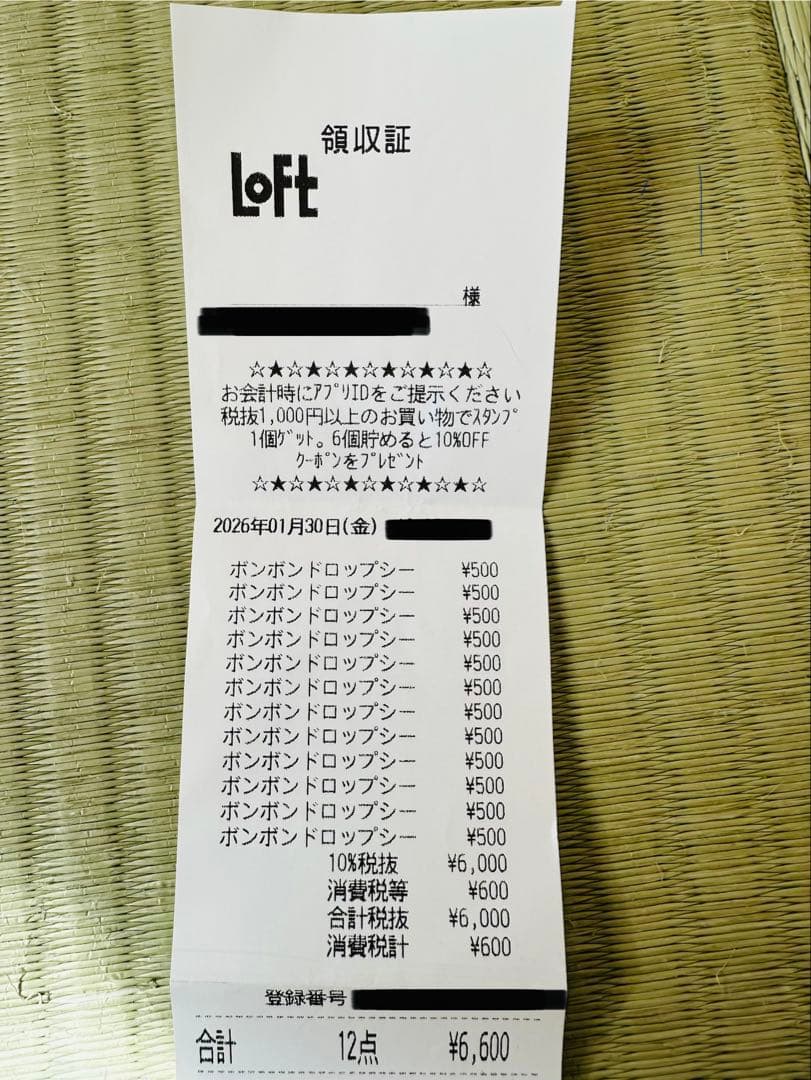 領収証
LoFt
様
☆★☆★☆★☆★☆★☆★☆
お会計時にｱﾌﾟﾘIDをご提示ください
税抜1,000円以上のお買い物でｽﾀﾝﾌﾟ
1個ｹﾞｯﾄ。6個貯めると10%OFF
ｸｰﾎﾟﾝをﾌﾟﾚｾﾞﾝﾄ
☆★☆★☆★☆★☆★☆★☆
2026年01月30日(金)
ボンボンドロップシー ¥500
ボンボンドロップシー ¥500
ボンボンドロップシー ¥500
ボンボンドロップシー ¥500
ボンボンドロップシー ¥500
ボンボンドロップシー ¥500
ボンボンドロップシー ¥500
ボンボンドロップシー ¥500
ボンボンドロップシー ¥500
ボンボンドロップシー ¥500
ボンボンドロップシー ¥500
ボンボンドロップシー ¥500
10%税抜 ¥6,000
消費税等 ¥600
合計税抜 ¥6,000
消費税計 ¥600
登録番号
合計 12点 ¥6,600